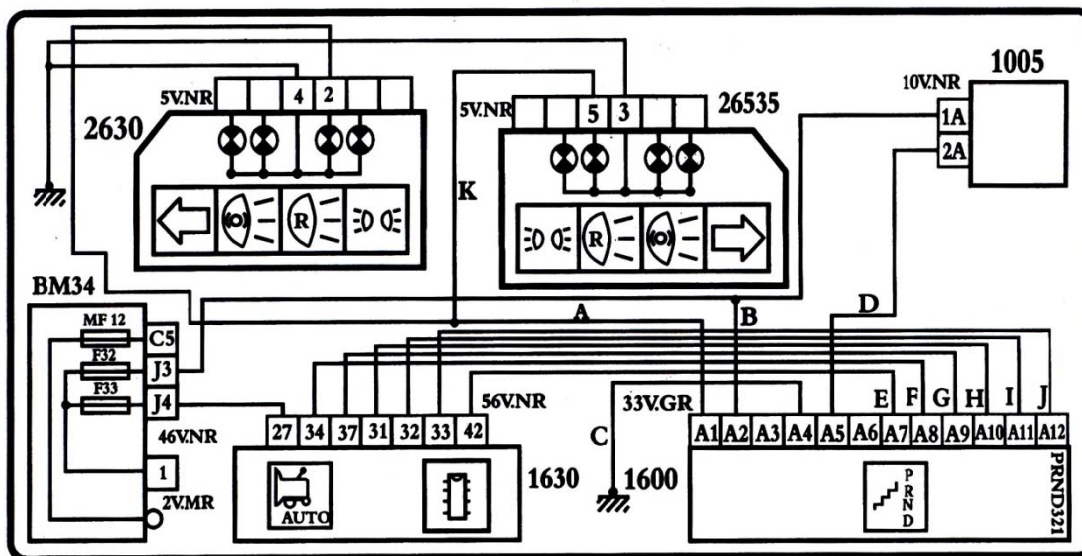 1005
10V.NR
1A
2A
5V.NR
4 2
2630
R
5V.NR
5 3
26535
R
K
A
B
D
BM34
MF 12
C5
F32
J3
F33
J4
46V.NR
1
2V.MR
56V.NR
27 34 37 31 32 33 42
1630
AUTO
C
1600
33V.GR
E F G H I J
A1 A2 A3 A4 A5 A6 A7 A8 A9 A10 A11 A12
PRND
PRND321